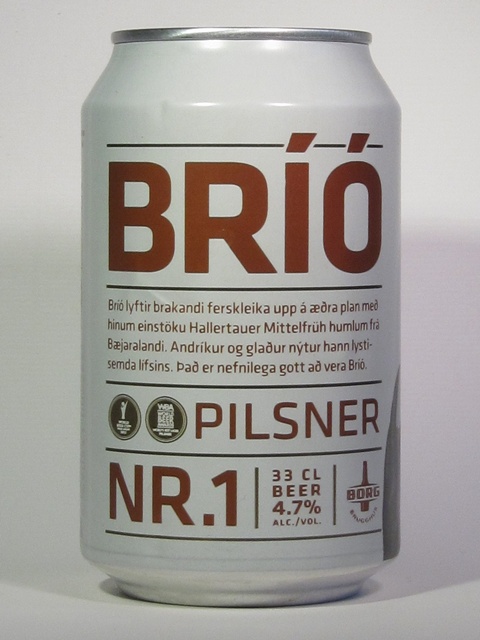 BRÍÓ
Bríó lyftir brakandi ferskleika upp á æðra plan með
hinum einstöku Hallertauer Mittelfrüh humlum frá
Bæjaralandi. Andríkur og glaður nýtur hann lysti-
semda lífsins. Það er nefnilega gott að vera Bríó.
WBA
PILSNER
NR.1
33 CL
BEER
4.7%
ALC./VOL.
BORG
BRUGGHÚS